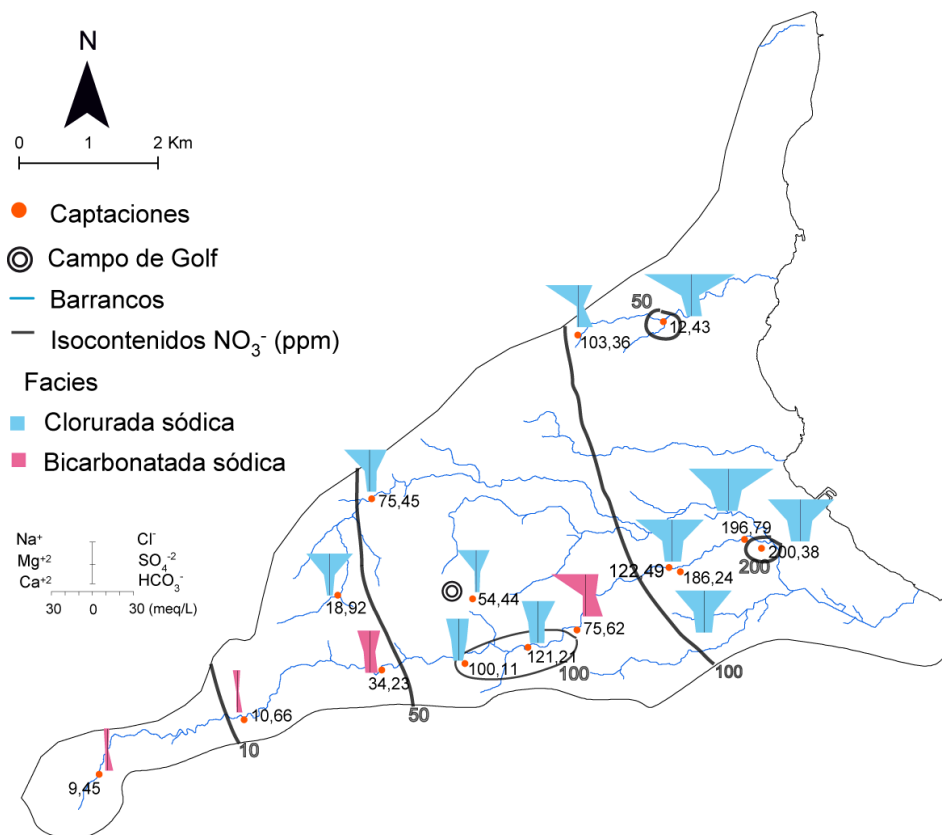 N
0 1 2 Km
Captaciones
Campo de Golf
Barrancos
Isocontenidos NO₃⁻ (ppm)
Facies
Clorurada sódica
Bicarbonatada sódica
Na⁺ Cl⁻
Mg⁺² SO₄⁻²
Ca⁺² HCO₃⁻
30 0 30 (meq/L)
50
12,43
103,36
75,45
196,79
200,38
200
122,49
186,24
18,92
54,44
75,62
121,21
100,11
100
100
34,23
50
10,66
10
9,45